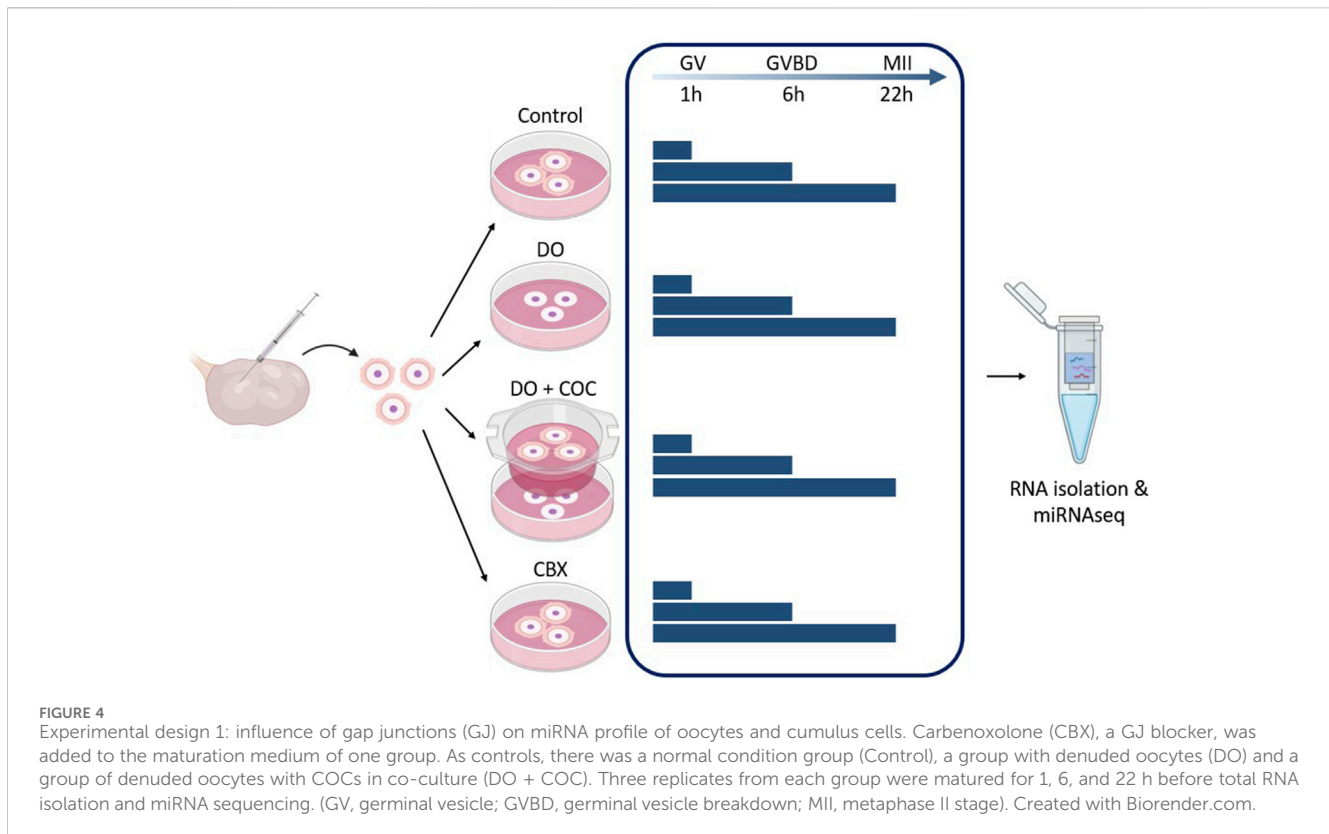 GV GVBD MII
1h 6h 22h
Control
DO
DO + COC
CBX
RNA isolation &
miRNAseq
FIGURE 4
Experimental design 1: influence of gap junctions (GJ) on miRNA profile of oocytes and cumulus cells. Carbenoxolone (CBX), a GJ blocker, was
added to the maturation medium of one group. As controls, there was a normal condition group (Control), a group with denuded oocytes (DO) and a
group of denuded oocytes with COCs in co-culture (DO + COC). Three replicates from each group were matured for 1, 6, and 22 h before total RNA
isolation and miRNA sequencing. (GV, germinal vesicle; GVBD, germinal vesicle breakdown; MII, metaphase II stage). Created with Biorender.com.